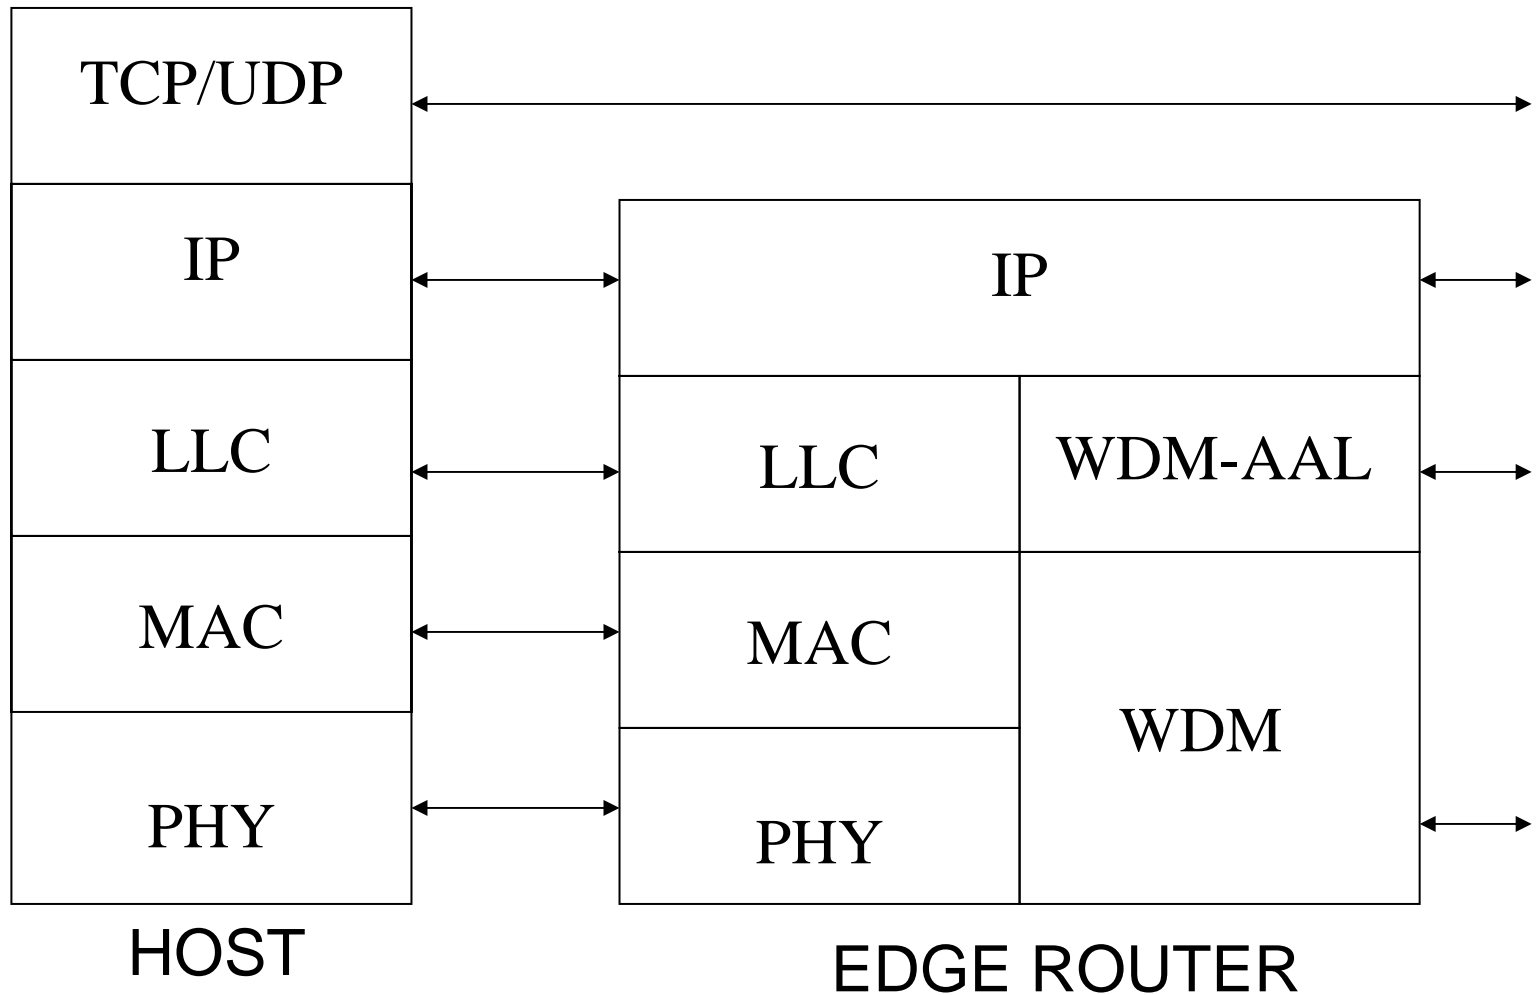 TCP/UDP
IP
LLC
MAC
PHY
HOST
IP
LLC
WDM-AAL
MAC
WDM
PHY
EDGE ROUTER